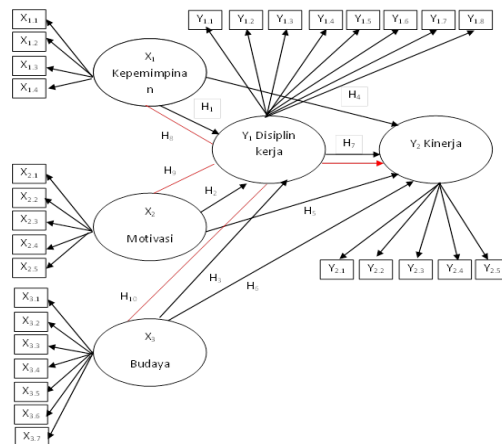 X1.1
X1.2
X1.3
X1.4
X1
Kepemimpina
n
Y1.1
Y1.2
Y1.3
Y1.4
Y1.5
Y1.6
Y1.7
Y1.8
H1
H4
H8
Y1 Disiplin
kerja
H7
Y2 Kinerja
H9
H2
X2.1
X2.2
X2.3
X2.4
X2.5
X2
Motivasi
H5
Y2.1
Y2.2
Y2.3
Y2.4
Y2.5
H10
H3
H6
X3.1
X3.2
X3.3
X3.4
X3.5
X3.6
X3.7
X3
Budaya